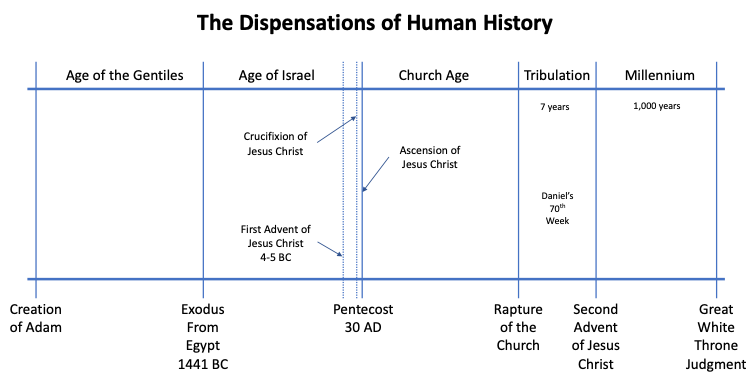 The Dispensations of Human History
Age of the Gentiles
Age of Israel
Church Age
Tribulation
Millennium
7 years
1,000 years
Crucifixion of
Jesus Christ
Ascension of
Jesus Christ
Daniel's
70th
Week
First Advent of
Jesus Christ
4-5 BC
Creation
of Adam
Exodus
From
Egypt
1441 BC
Pentecost
30 AD
Rapture
of the
Church
Second
Advent
of Jesus
Christ
Great
White
Throne
Judgment